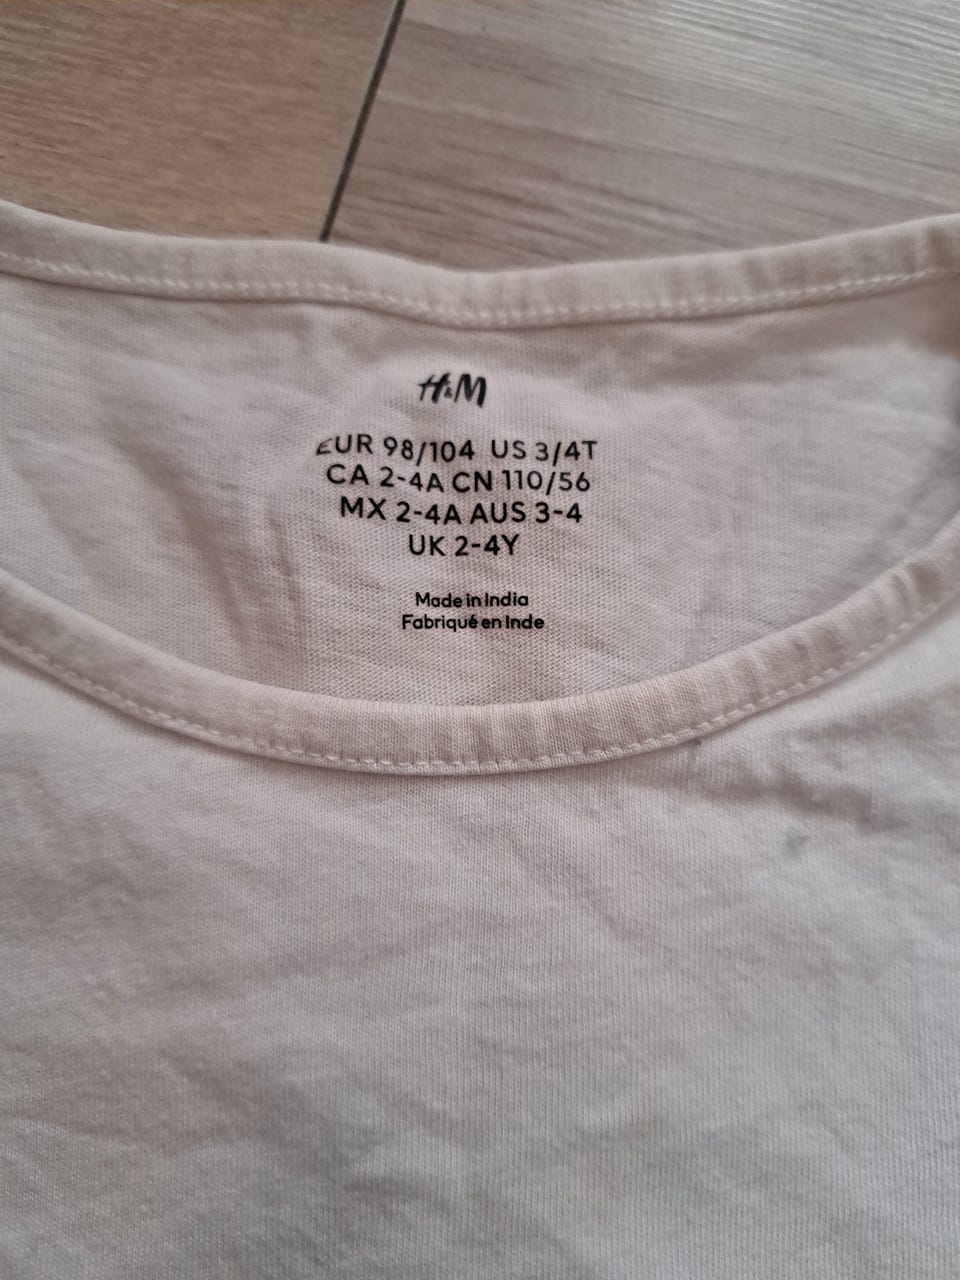 H&M
EUR 98/104 US 3/4T
CA 2-4A CN 110/56
MX 2-4A AUS 3-4
UK 2-4Y
Made in India
Fabriqué en Inde